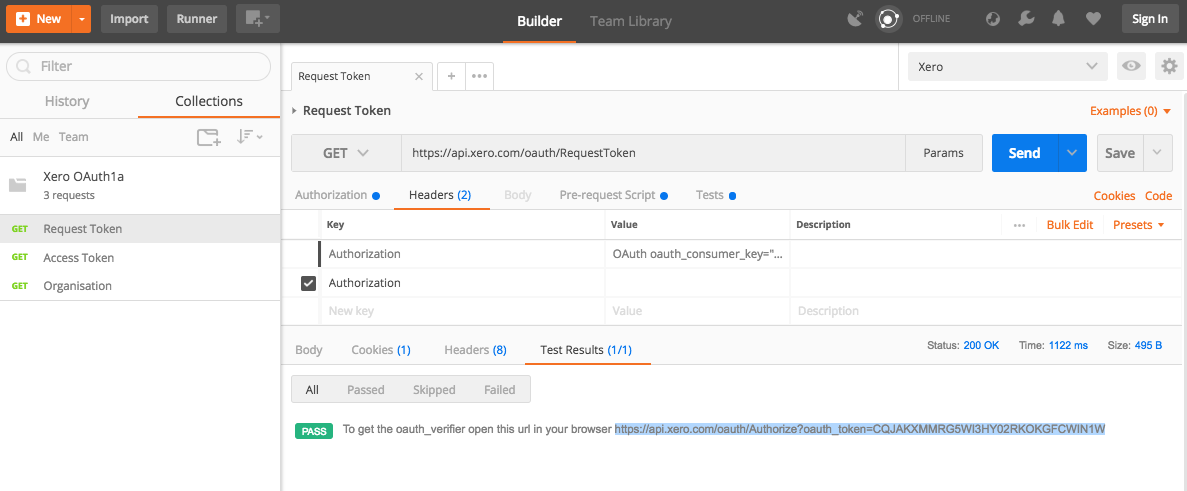 New Import Runner Builder Team Library OFFLINE Sign In
Filter
History Collections
All Me Team
Xero OAuth1a
3 requests
GET Request Token
GET Access Token
GET Organisation
Request Token Xero
Request Token Examples (0)
GET https://api.xero.com/oauth/RequestToken Params Send Save
Authorization Headers (2) Body Pre-request Script Tests Cookies Code
Key Value Description Bulk Edit Presets
Authorization OAuth oauth_consumer_key="...
Authorization
New key Value Description
Body Cookies (1) Headers (8) Test Results (1/1) Status: 200 OK Time: 1122 ms Size: 495 B
All Passed Skipped Failed
PASS To get the oauth_verifier open this url in your browser https://api.xero.com/oauth/Authorize?oauth_token=CQJAKXMMRG5WI3HY02RKOKGFCWIN1W